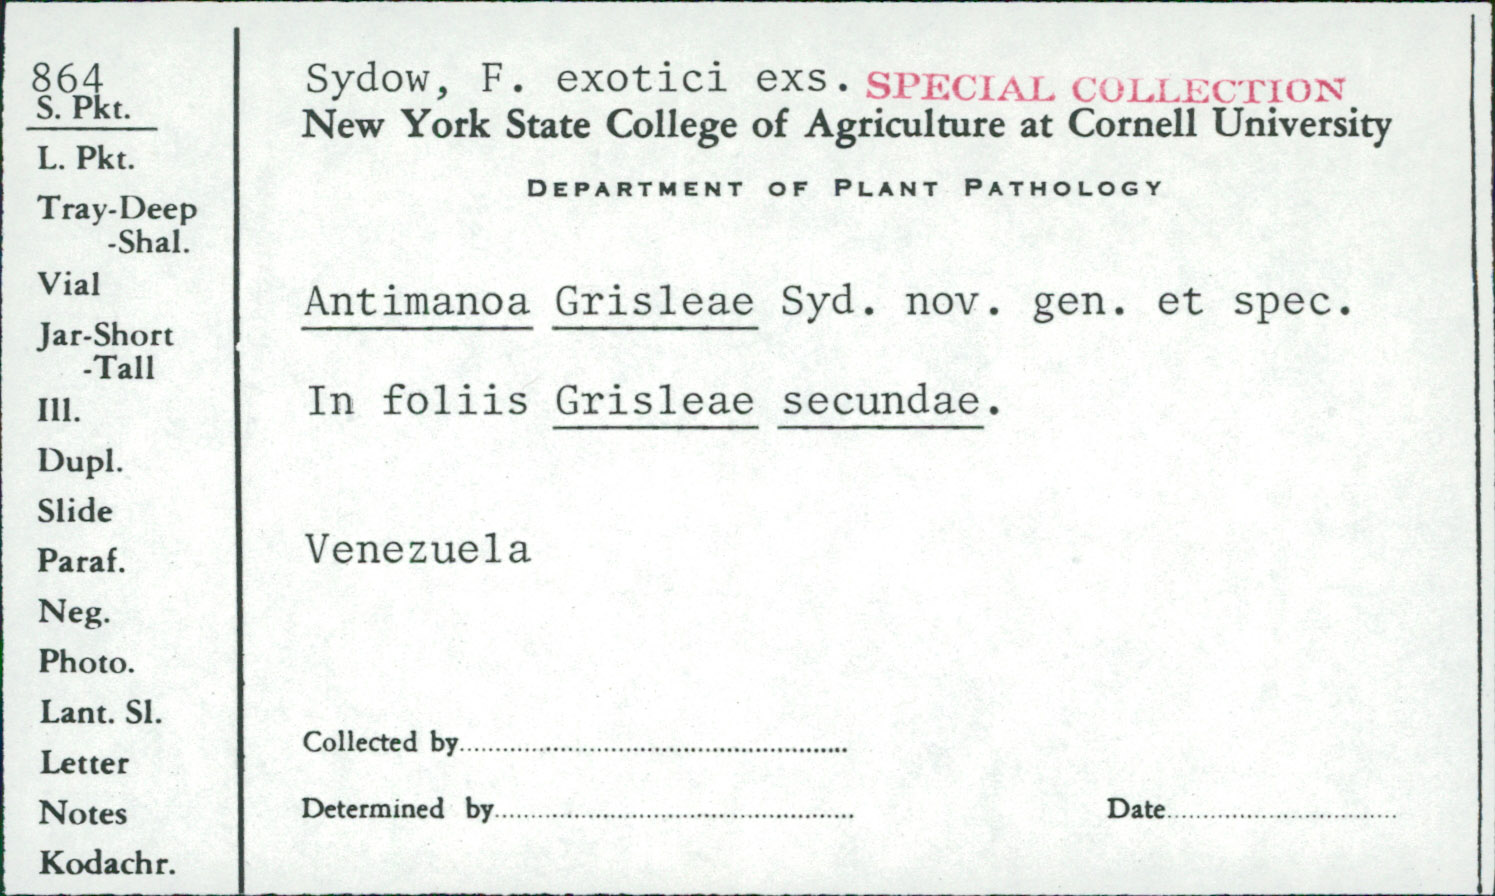 864
S. Pkt.
L. Pkt.
Tray-Deep
-Shal.
Vial
Jar-Short
-Tall
Ill.
Dupl.
Slide
Paraf.
Neg.
Photo.
Lant. Sl.
Letter
Notes
Kodachr.
Sydow, F. exotici exs. SPECIAL COLLECTION
New York State College of Agriculture at Cornell University
DEPARTMENT OF PLANT PATHOLOGY
Antimanoa Grisleae Syd. nov. gen. et spec.
In foliis Grisleae secundae.
Venezuela
Collected by
Determined by Date